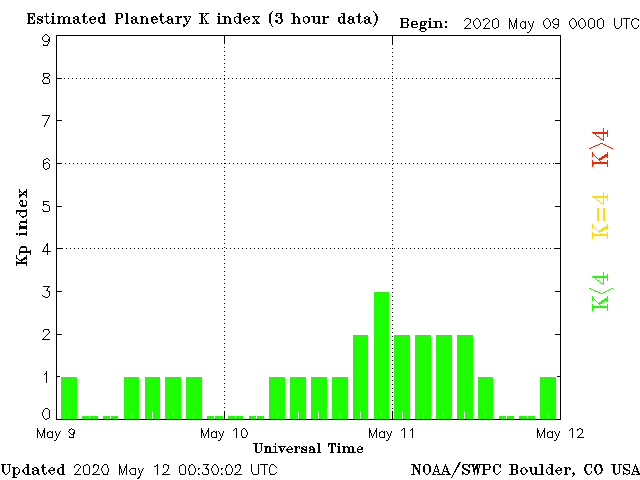 Estimated Planetary K index (3 hour data) Begin: 2020 May 09 0000 UTC
9
8
7
6
5
4
3
2
1
0
Kp index
K>4
K=4
K<4
May 9 May 10 May 11 May 12
Universal Time
Updated 2020 May 12 00:30:02 UTC NOAA/SWPC Boulder, CO USA